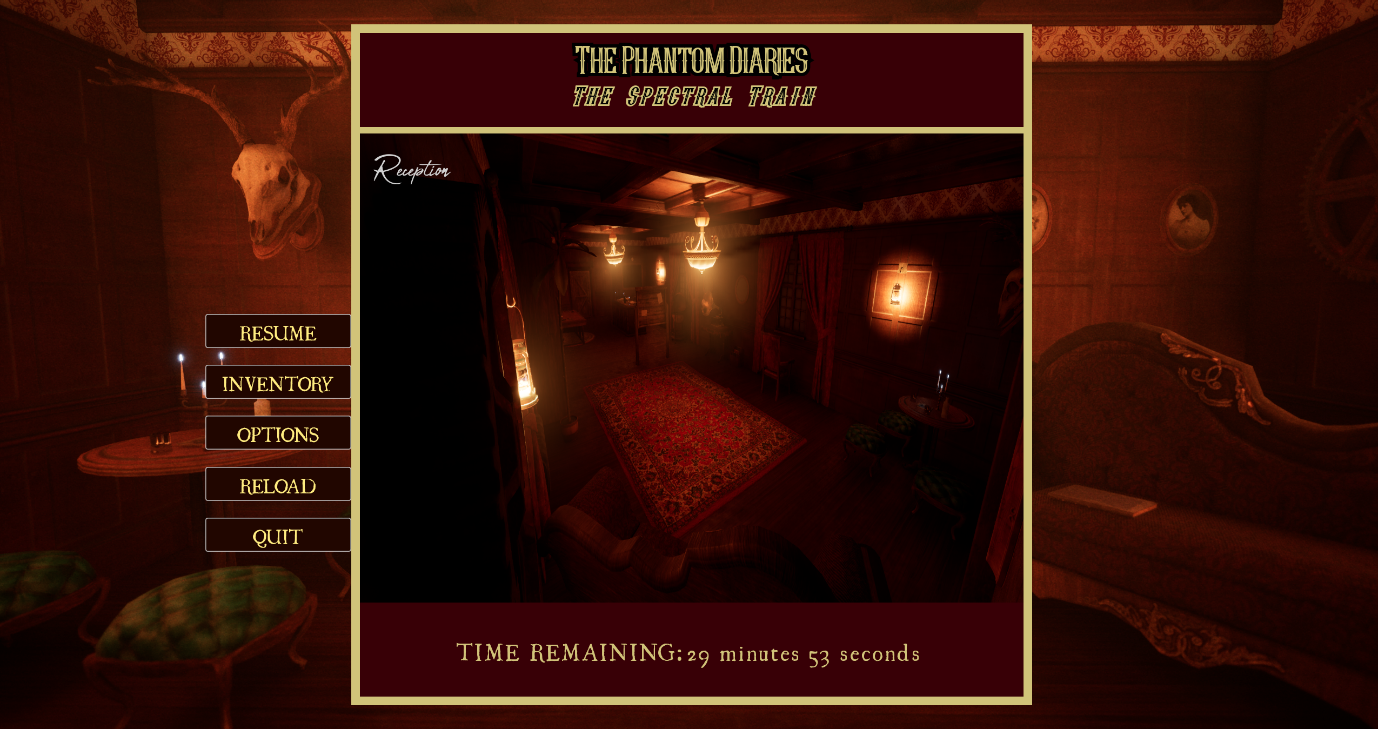 THE PHANTOM DIARIES
THE SPECTRAL TRAIN
Reception
RESUME
INVENTORY
OPTIONS
RELOAD
QUIT
TIME REMAINING: 29 minutes 53 seconds